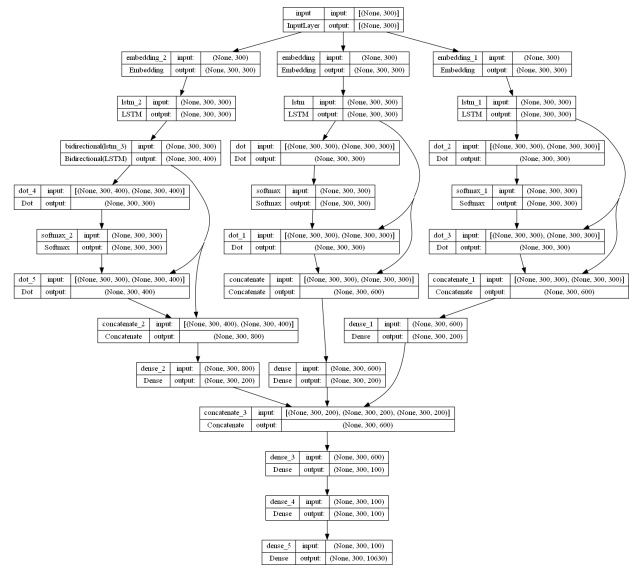 input input: [(None, 300)]
InputLayer output: [(None, 300)]
embedding_2 input: (None, 300)
Embedding output: (None, 300, 300)
embedding input: (None, 300)
Embedding output: (None, 300, 300)
embedding_1 input: (None, 300)
Embedding output: (None, 300, 300)
lstm_2 input: (None, 300, 300)
LSTM output: (None, 300, 300)
lstm input: (None, 300, 300)
LSTM output: (None, 300, 300)
lstm_1 input: (None, 300, 300)
LSTM output: (None, 300, 300)
bidirectional(lstm_3) input: (None, 300, 300)
Bidirectional(LSTM) output: (None, 300, 400)
dot input: [(None, 300, 300), (None, 300, 300)]
Dot output: (None, 300, 300)
dot_2 input: [(None, 300, 300), (None, 300, 300)]
Dot output: (None, 300, 300)
dot_4 input: [(None, 300, 400), (None, 300, 400)]
Dot output: (None, 300, 300)
softmax input: (None, 300, 300)
Softmax output: (None, 300, 300)
softmax_1 input: (None, 300, 300)
Softmax output: (None, 300, 300)
softmax_2 input: (None, 300, 300)
Softmax output: (None, 300, 300)
dot_1 input: [(None, 300, 300), (None, 300, 300)]
Dot output: (None, 300, 300)
dot_3 input: [(None, 300, 300), (None, 300, 300)]
Dot output: (None, 300, 300)
dot_5 input: [(None, 300, 300), (None, 300, 400)]
Dot output: (None, 300, 400)
concatenate input: [(None, 300, 300), (None, 300, 300)]
Concatenate output: (None, 300, 600)
concatenate_1 input: [(None, 300, 300), (None, 300, 300)]
Concatenate output: (None, 300, 600)
concatenate_2 input: [(None, 300, 400), (None, 300, 400)]
Concatenate output: (None, 300, 800)
dense_1 input: (None, 300, 600)
Dense output: (None, 300, 200)
dense_2 input: (None, 300, 800)
Dense output: (None, 300, 200)
dense input: (None, 300, 600)
Dense output: (None, 300, 200)
concatenate_3 input: [(None, 300, 200), (None, 300, 200), (None, 300, 200)]
Concatenate output: (None, 300, 600)
dense_3 input: (None, 300, 600)
Dense output: (None, 300, 100)
dense_4 input: (None, 300, 100)
Dense output: (None, 300, 100)
dense_5 input: (None, 300, 100)
Dense output: (None, 300, 10630)